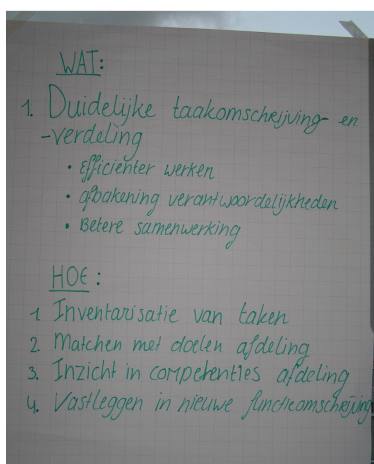 WAT:
1. Duidelijke taakomschrijving- en
-verdeling
• Efficiënter werken
• afbakening verantwoordelijkheden
• Betere samenwerking
HOE:
1 Inventarisatie van taken
2. Matchen met doelen afdeling
3. Inzicht in competenties afdeling
4. Vastleggen in nieuwe functieomschrijving